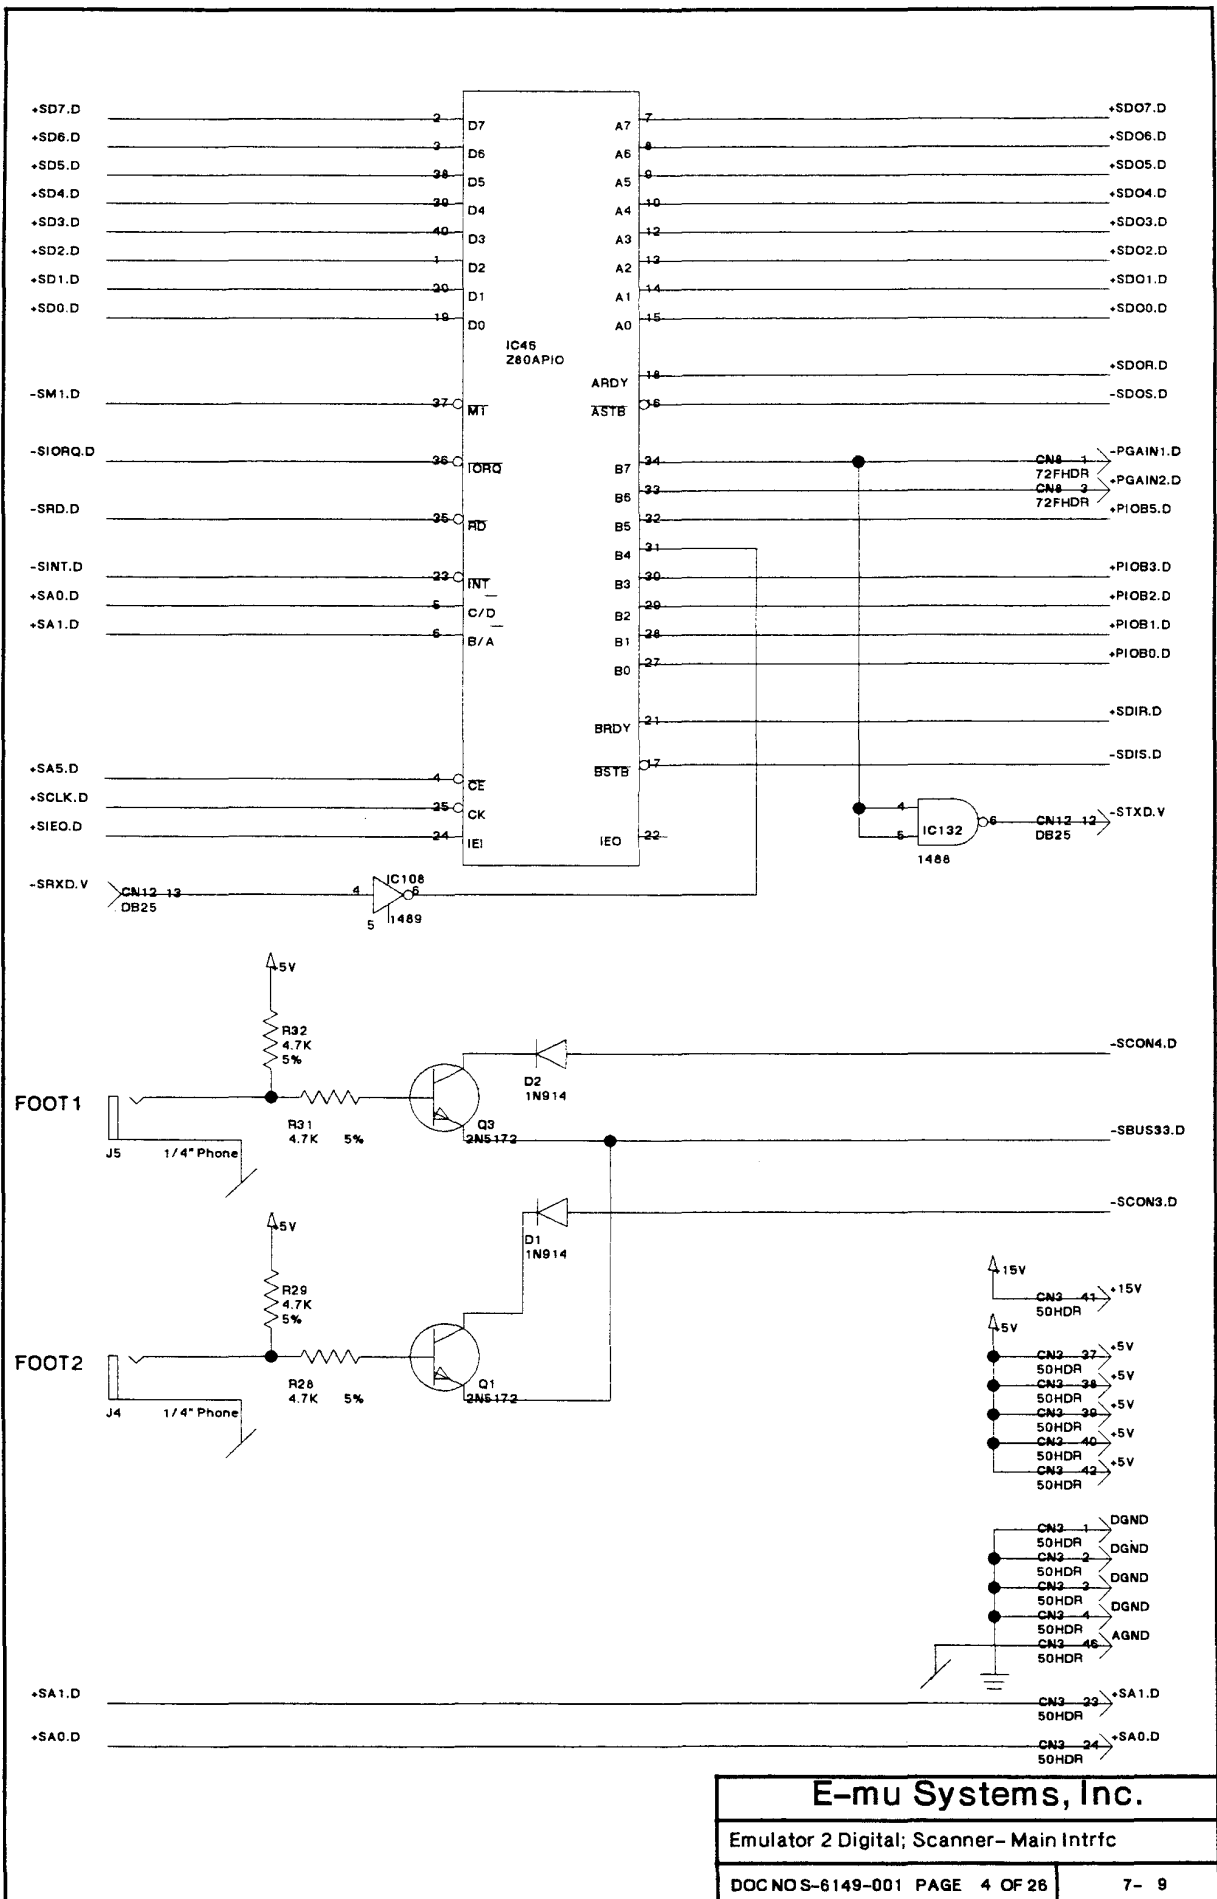 +SD7.D 2 D7 A7 7 +SDO7.D
+SD6.D 3 D6 A6 8 +SDO6.D
+SD5.D 38 D5 A5 9 +SDO5.D
+SD4.D 39 D4 A4 10 +SDO4.D
+SD3.D 40 D3 A3 12 +SDO3.D
+SD2.D 1 D2 A2 13 +SDO2.D
+SD1.D 20 D1 A1 14 +SDO1.D
+SD0.D 19 D0 A0 15 +SDO0.D
IC46
Z80APIO
ARDY 18 +SDOR.D
-SM1.D 37 M1 ASTB 16 -SDOS.D
-SIORQ.D 36 IORQ B7 34 CN8 1 -PGAIN1.D
72FHDR
B6 33 CN8 3 +PGAIN2.D
72FHDR
-SRD.D 35 RD B5 32 +PIOB5.D
B4 31
-SINT.D 23 INT B3 30 +PIOB3.D
+SA0.D 5 C/D B2 29 +PIOB2.D
+SA1.D 6 B/A B1 28 +PIOB1.D
B0 27 +PIOB0.D
BRDY 21 +SDIR.D
+SA5.D 4 CE BSTB 17 -SDIS.D
+SCLK.D 25 CK
+SIEO.D 24 IEI IEO 22
4 5 IC132 6 CN12 12 -STXD.V
1488 DB25
-SRXD.V CN12 13 4 IC108 6
DB25 5 1489
+5V
R32
4.7K
5%
D2
1N914
-SCON4.D
FOOT1
R31
4.7K 5%
Q3
2N5172
-SBUS33.D
J5 1/4" Phone
-SCON3.D
+5V
D1
1N914
R29
4.7K
5%
FOOT2
R28
4.7K 5%
Q1
2N5172
J4 1/4" Phone
+15V
CN3 41 +15V
50HDR
+5V
CN3 37 +5V
50HDR
CN3 38 +5V
50HDR
CN3 39 +5V
50HDR
CN3 40 +5V
50HDR
CN3 42 +5V
50HDR
CN3 1 DGND
50HDR
CN3 2 DGND
50HDR
CN3 3 DGND
50HDR
CN3 4 DGND
50HDR
CN3 46 AGND
50HDR
+SA1.D CN3 23 +SA1.D
50HDR
+SA0.D CN3 24 +SA0.D
50HDR
E-mu Systems, Inc.
Emulator 2 Digital; Scanner- Main Intrfc
DOC NO S-6149-001 PAGE 4 OF 26 7- 9